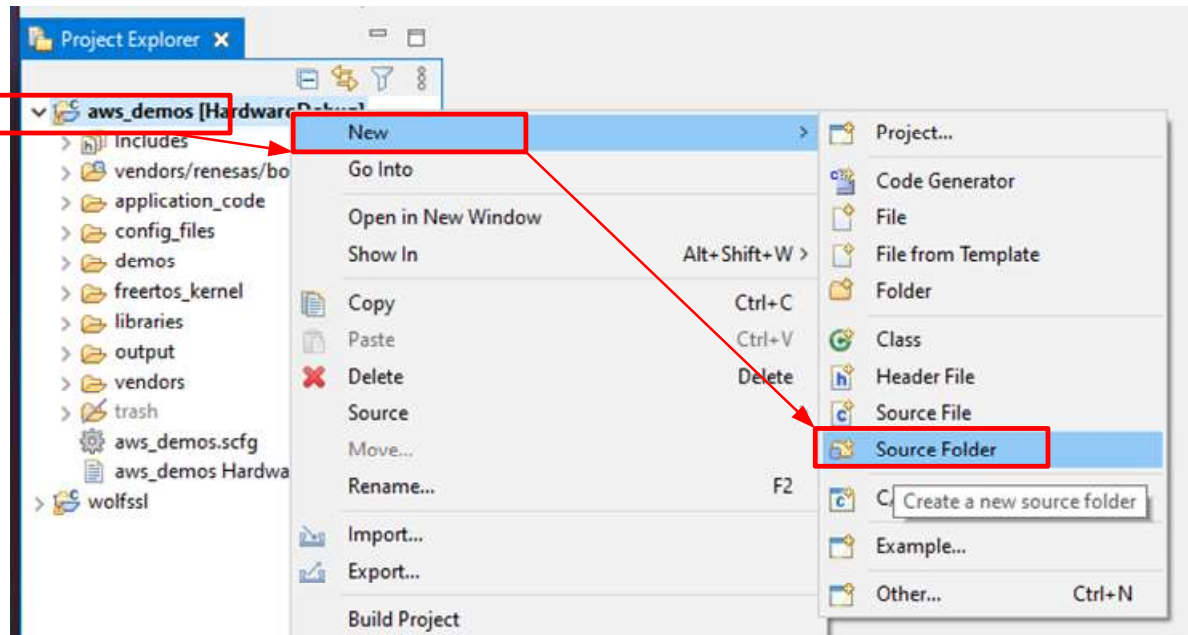 Project Explorer
aws_demos [HardwareDebug]
Includes
vendors/renesas/bo
application_code
config_files
demos
freertos_kernel
libraries
output
vendors
trash
aws_demos.scfg
aws_demos Hardwa
wolfssl
New >
Go Into
Open in New Window
Show In Alt+Shift+W >
Copy Ctrl+C
Paste Ctrl+V
Delete Delete
Source
Move...
Rename... F2
Import...
Export...
Build Project
Project...
Code Generator
File
File from Template
Folder
Class
Header File
Source File
Source Folder
Create a new source folder
Example...
Other... Ctrl+N